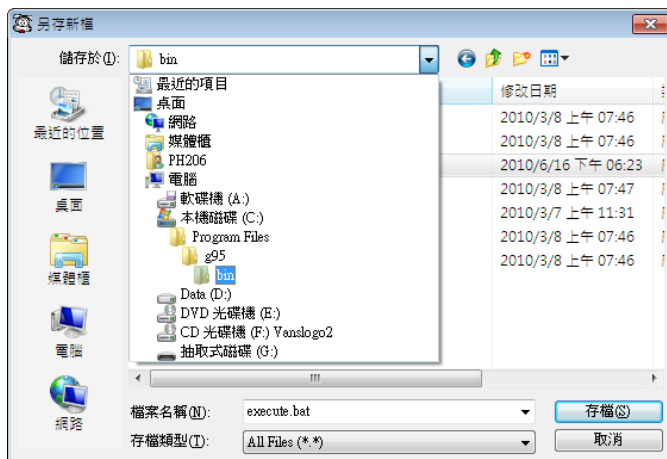 另存新檔
儲存於(I):
bin
最近的項目
桌面
網路
媒體櫃
PH206
電腦
軟碟機 (A:)
本機磁碟 (C:)
Program Files
g95
bin
Data (D:)
DVD 光碟機 (E:)
CD 光碟機 (F:) Vanslogo2
抽取式磁碟 (G:)
最近的位置
桌面
媒體櫃
電腦
網路
修改日期
2010/3/8 上午 07:46
2010/3/8 上午 07:46
2010/6/16 下午 06:23
2010/3/8 上午 07:47
2010/3/7 上午 11:31
2010/3/8 上午 07:46
2010/3/8 上午 07:46
檔案名稱(N):
execute.bat
存檔(S)
存檔類型(T):
All Files (*.*)
取消